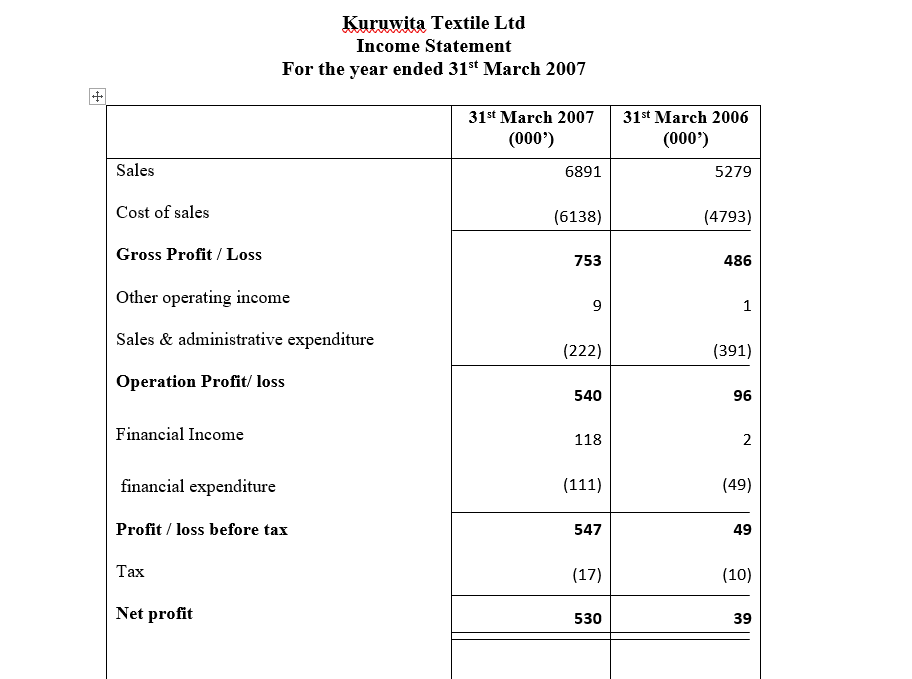 Kuruwita Textile Ltd
Income Statement
For the year ended 31st March 2007
31st March 2007 31st March 2006
(000’) (000’)
Sales 6891 5279
Cost of sales (6138) (4793)
Gross Profit / Loss 753 486
Other operating income 9 1
Sales & administrative expenditure (222) (391)
Operation Profit/ loss 540 96
Financial Income 118 2
financial expenditure (111) (49)
Profit / loss before tax 547 49
Tax (17) (10)
Net profit 530 39